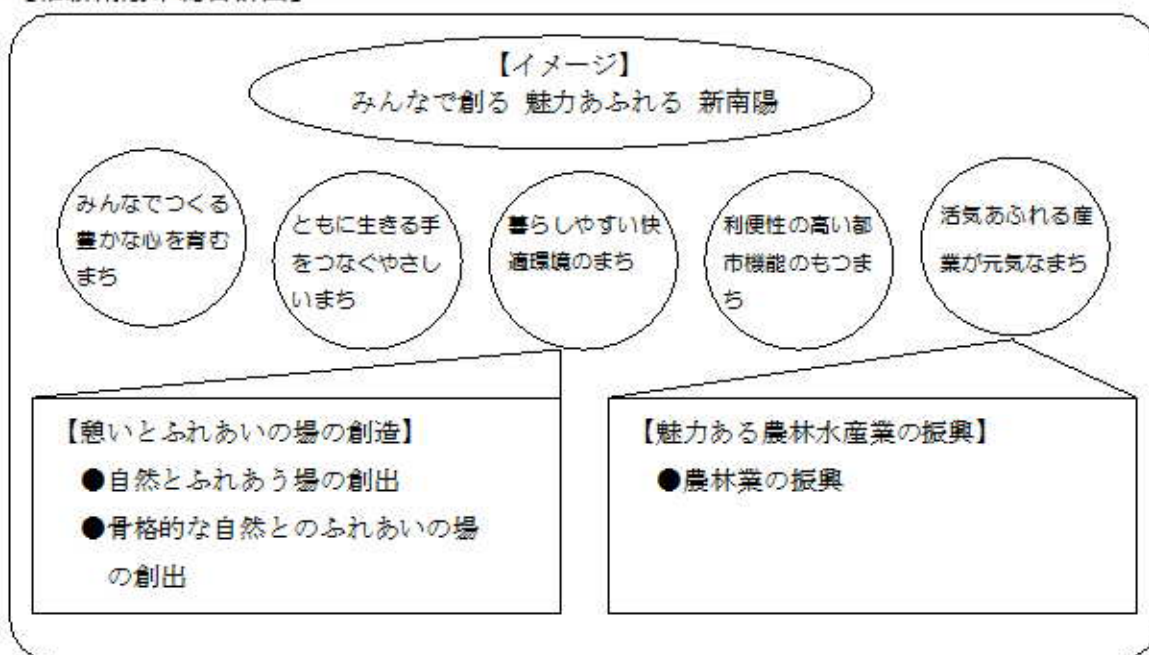 【イメージ】
みんなで創る 魅力あふれる 新南陽
みんなでつくる
豊かな心を育む
まち
ともに生きる手
をつなぐやさし
いまち
暮らしやすい快
適環境のまち
利便性の高い都
市機能のもつま
ち
活気あふれる産
業が元気なまち
【憩いとふれあいの場の創造】
●自然とふれあう場の創出
●骨格的な自然とのふれあいの場
の創出
【魅力ある農林水産業の振興】
●農林業の振興